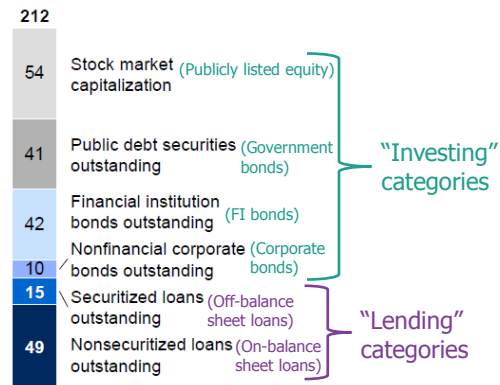 212
54
Stock market (Publicly listed equity)
capitalization
41
Public debt securities (Government
outstanding bonds)
42
Financial institution
bonds outstanding (FI bonds)
10
Nonfinancial corporate (Corporate
bonds outstanding bonds)
15
Securitized loans (Off-balance
outstanding sheet loans)
49
Nonsecuritized loans (On-balance
outstanding sheet loans)
“Investing”
categories
“Lending”
categories